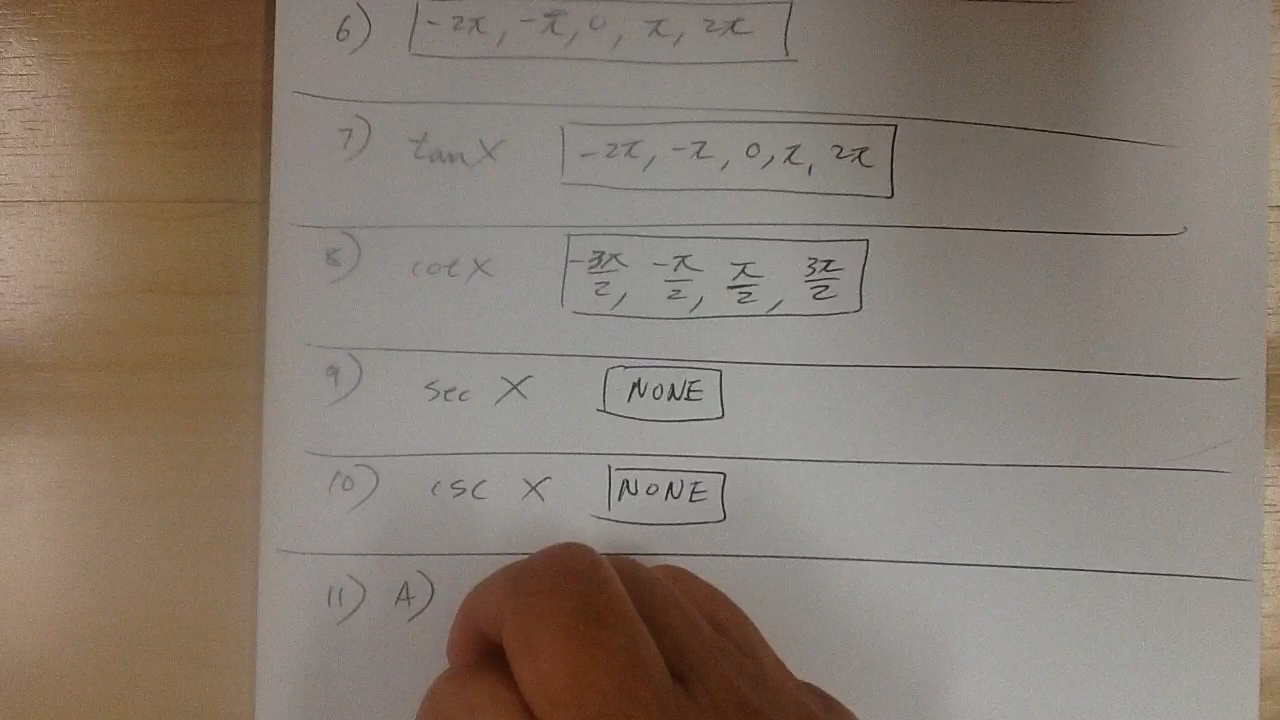 6) -2π, -π, 0, π, 2π
7) tan X -2π, -π, 0, π, 2π
8) cot X -3π/2, -π/2, π/2, 3π/2
9) sec X NONE
10) csc X NONE
11) A)